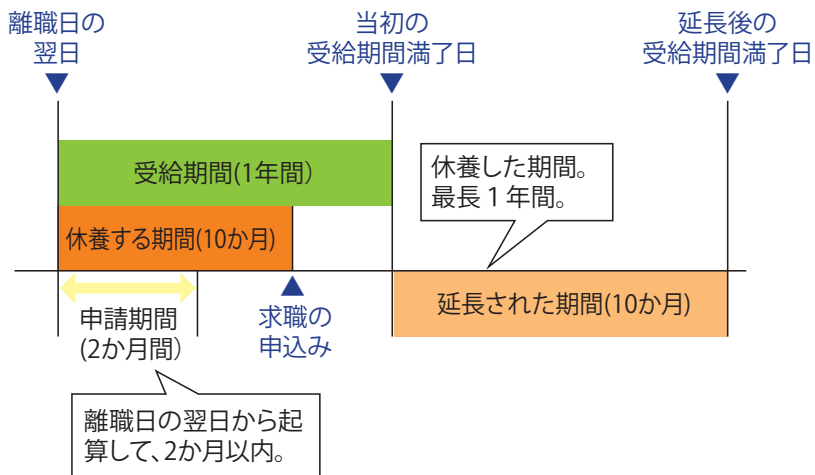 離職日の
翌日
当初の
受給期間満了日
延長後の
受給期間満了日
受給期間(1年間）
休養した期間。
最長１年間。
休養する期間(10か月)
延長された期間(10か月)
申請期間
(2か月間）
求職の
申込み
離職日の翌日から起
算して、2か月以内。